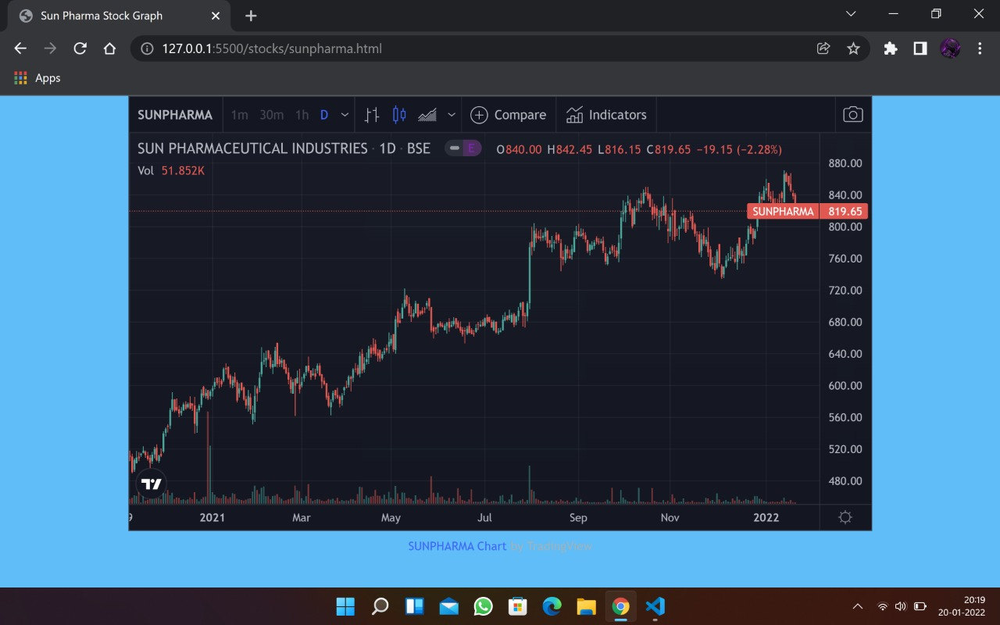 Sun Pharma Stock Graph
127.0.0.1:5500/stocks/sunpharma.html
Apps
SUNPHARMA 1m 30m 1h D Compare Indicators
SUN PHARMACEUTICAL INDUSTRIES · 1D · BSE E O840.00 H842.45 L816.15 C819.65 −19.15 (−2.28%)
Vol 51.852K
880.00
840.00
SUNPHARMA 819.65
800.00
760.00
720.00
680.00
640.00
600.00
560.00
520.00
480.00
9 2021 Mar May Jul Sep Nov 2022
SUNPHARMA Chart by TradingView
20:19
20-01-2022